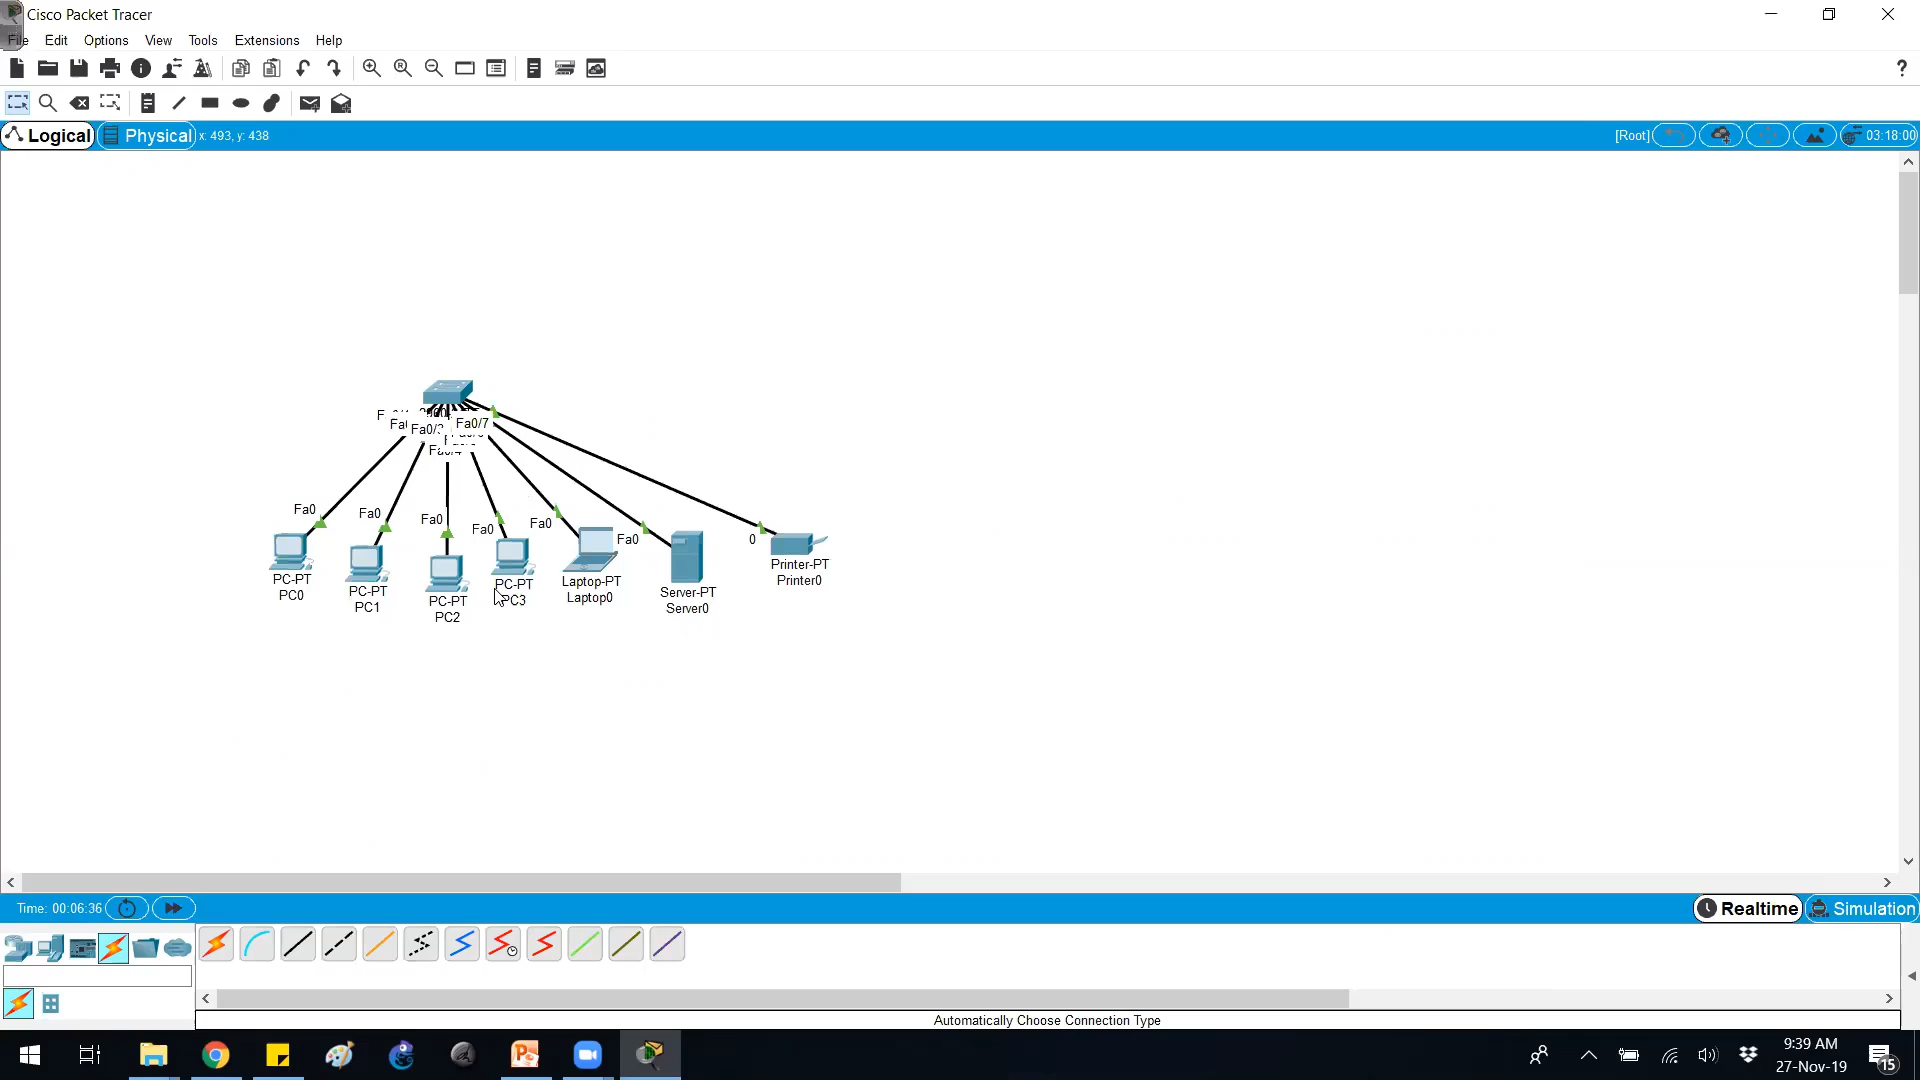 Cisco Packet Tracer
File Edit Options View Tools Extensions Help
Logical Physical x: 493, y: 438 [Root] 03:18:00
Fa0/7
Fa0 Fa0 Fa0 Fa0 Fa0 Fa0 0
PC-PT
PC0
PC-PT
PC1
PC-PT
PC2
PC-PT
PC3
Laptop-PT
Laptop0
Server-PT
Server0
Printer-PT
Printer0
Time: 00:06:36 Realtime Simulation
Automatically Choose Connection Type
9:39 AM
27-Nov-19
15